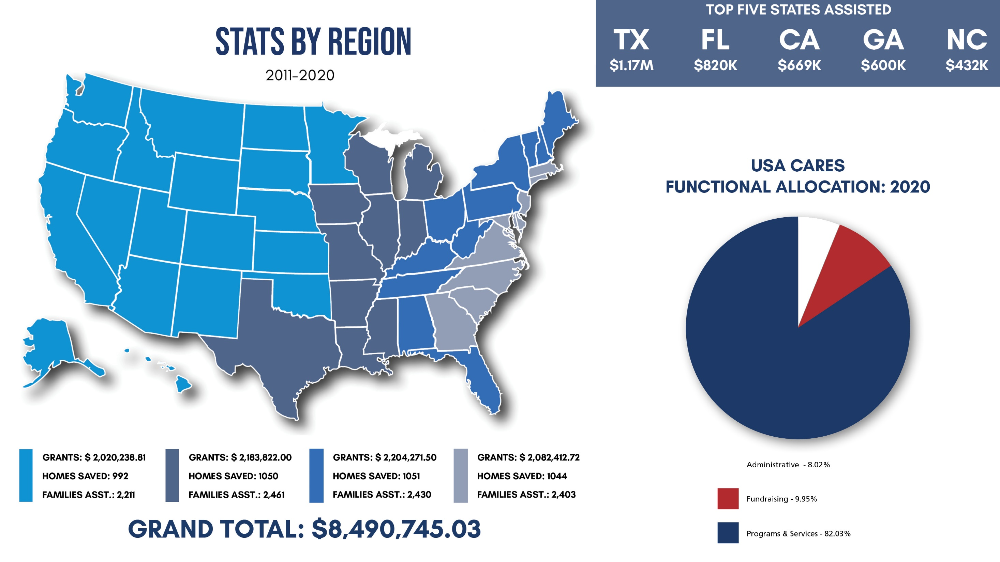 STATS BY REGION
2011-2020
TOP FIVE STATES ASSISTED
TX FL CA GA NC
$1.17M $820K $669K $600K $432K
USA CARES
FUNCTIONAL ALLOCATION: 2020
GRANTS: $ 2,020,238.81
HOMES SAVED: 992
FAMILIES ASST.: 2,211
GRANTS: $ 2,183,822.00
HOMES SAVED: 1050
FAMILIES ASST.: 2,461
GRANTS: $ 2,204,271.50
HOMES SAVED: 1051
FAMILIES ASST.: 2,430
GRANTS: $ 2,082,412.72
HOMES SAVED: 1044
FAMILIES ASST.: 2,403
GRAND TOTAL: $8,490,745.03
Administrative - 8.02%
Fundraising - 9.95%
Programs & Services - 82.03%